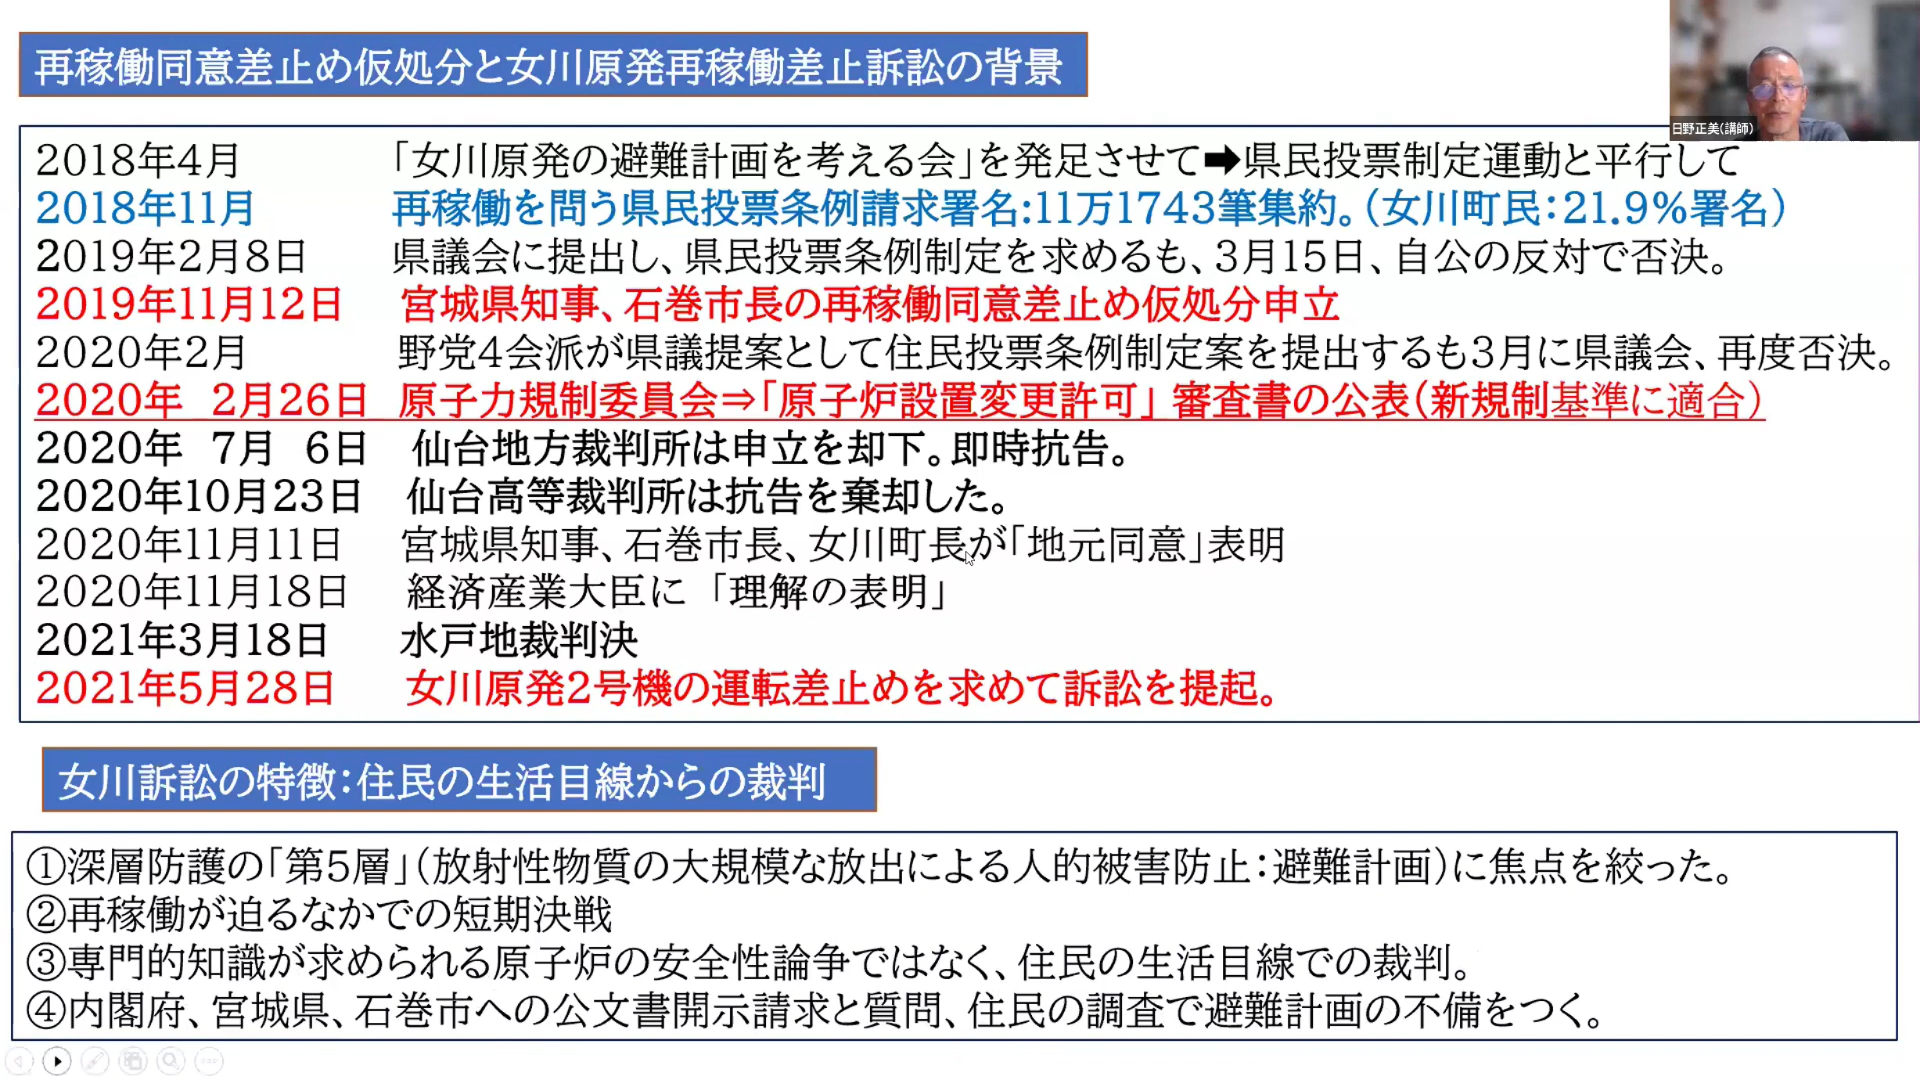 再稼働同意差止め仮処分と女川原発再稼働差止訴訟の背景
日野正美(講師)
2018年4月 「女川原発の避難計画を考える会」を発足させて➡県民投票制定運動と平行して
2018年11月 再稼働を問う県民投票条例請求署名:11万1743筆集約。(女川町民:21.9%署名)
2019年2月8日 県議会に提出し、県民投票条例制定を求めるも、3月15日、自公の反対で否決。
2019年11月12日 宮城県知事、石巻市長の再稼働同意差止め仮処分申立
2020年2月 野党4会派が県議提案として住民投票条例制定案を提出するも3月に県議会、再度否決。
2020年 2月26日 原子力規制委員会⇒「原子炉設置変更許可」 審査書の公表(新規制基準に適合)
2020年 7月 6日 仙台地方裁判所は申立を却下。即時抗告。
2020年10月23日 仙台高等裁判所は抗告を棄却した。
2020年11月11日 宮城県知事、石巻市長、女川町長が「地元同意」表明
2020年11月18日 経済産業大臣に 「理解の表明」
2021年3月18日 水戸地裁判決
2021年5月28日 女川原発2号機の運転差止めを求めて訴訟を提起。
女川訴訟の特徴:住民の生活目線からの裁判
①深層防護の「第5層」(放射性物質の大規模な放出による人的被害防止:避難計画)に焦点を絞った。
②再稼働が迫るなかでの短期決戦
③専門的知識が求められる原子炉の安全性論争ではなく、住民の生活目線での裁判。
④内閣府、宮城県、石巻市への公文書開示請求と質問、住民の調査で避難計画の不備をつく。